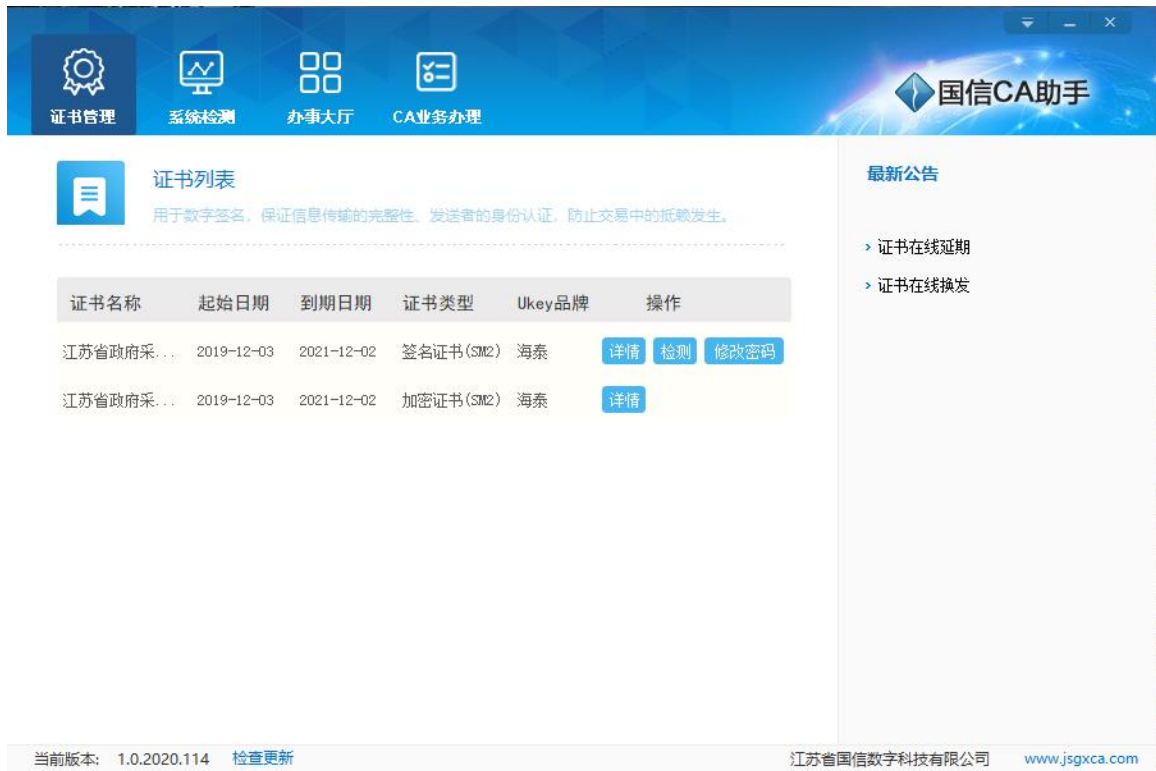 国信CA助手
证书管理 系统检测 办事大厅 CA业务办理
证书列表
用于数字签名，保证信息传输的完整性、发送者的身份认证，防止交易中的抵赖发生。
证书名称 起始日期 到期日期 证书类型 Ukey品牌 操作
江苏省政府采... 2019-12-03 2021-12-02 签名证书(SM2) 海泰 详情 检测 修改密码
江苏省政府采... 2019-12-03 2021-12-02 加密证书(SM2) 海泰 详情
最新公告
› 证书在线延期
› 证书在线换发
当前版本: 1.0.2020.114 检查更新 江苏省国信数字科技有限公司 www.jsgxca.com